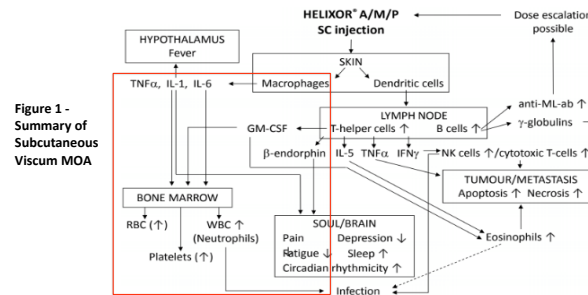 HELIXOR® A/M/P
SC injection
Dose escalation
possible
HYPOTHALAMUS
Fever
SKIN
TNFα, IL-1, IL-6
Macrophages
Dendritic cells
Figure 1 -
Summary of
Subcutaneous
Viscum MOA
LYMPH NODE
GM-CSF
T-helper cells ↑
B cells ↑
anti-ML-ab ↑
γ-globulins
β-endorphin
IL-5
TNFα
IFNγ
NK cells ↑/cytotoxic T-cells ↑
TUMOUR/METASTASIS
Apoptosis ↑ Necrosis ↑
BONE MARROW
RBC (↑)
WBC ↑
(Neutrophils)
Platelets (↑)
SOUL/BRAIN
Pain ↓ Depression ↓
Fatigue ↓ Sleep ↑
Circadian rhythmicity ↑
Eosinophils ↑
Infection